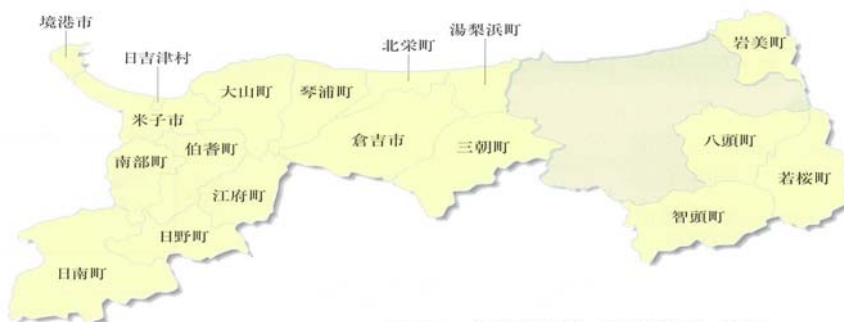 境港市
日吉津村
米子市
大山町
琴浦町
北栄町
湯梨浜町
岩美町
南部町
伯耆町
倉吉市
三朝町
八頭町
若桜町
江府町
智頭町
日野町
日南町